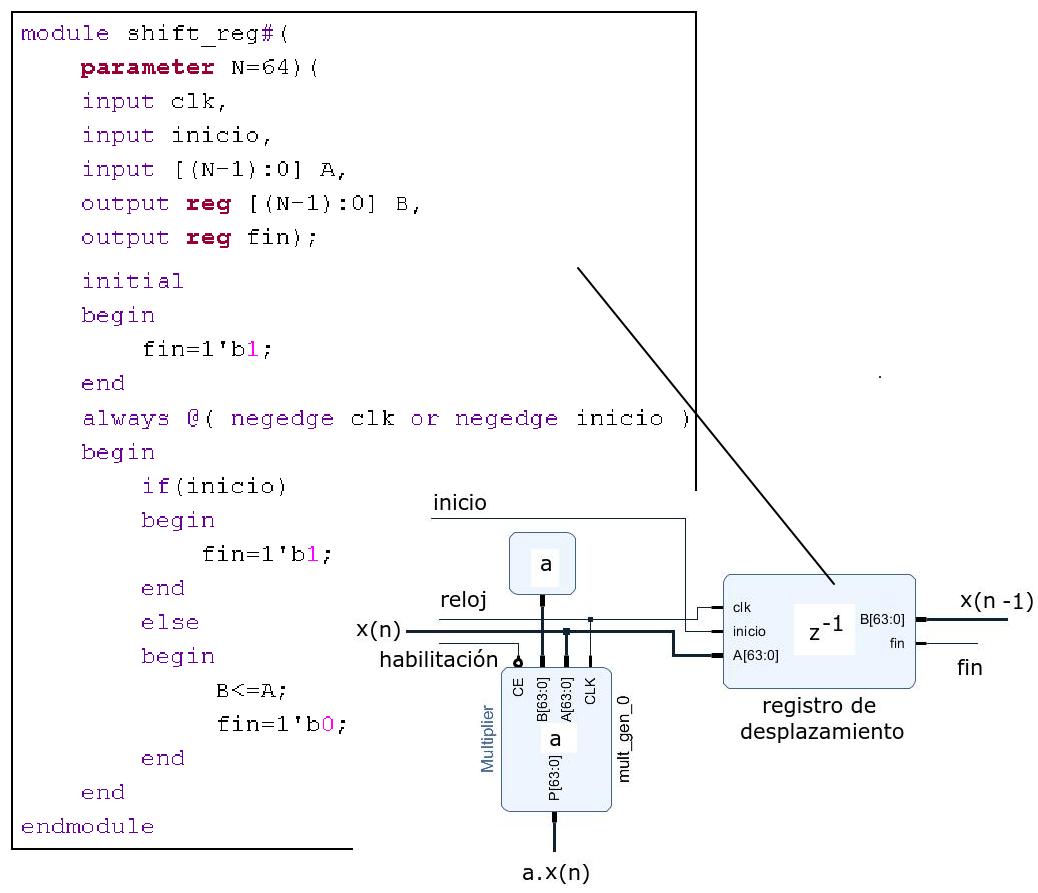 module shift_reg#(
parameter N=64)(
input clk,
input inicio,
input [(N-1):0] A,
output reg [(N-1):0] B,
output reg fin);
initial
begin
fin=1'b1;
end
always @( negedge clk or negedge inicio )
begin
if(inicio)
begin
fin=1'b1;
end
else
begin
B<=A;
fin=1'b0;
end
end
endmodule
inicio
a
reloj
x(n)
habilitación
CE
B[63:0]
A[63:0]
CLK
Multiplier
a
mult_gen_0
P[63:0]
a.x(n)
clk
inicio
A[63:0]
z-1
B[63:0]
fin
x(n -1)
fin
registro de
desplazamiento